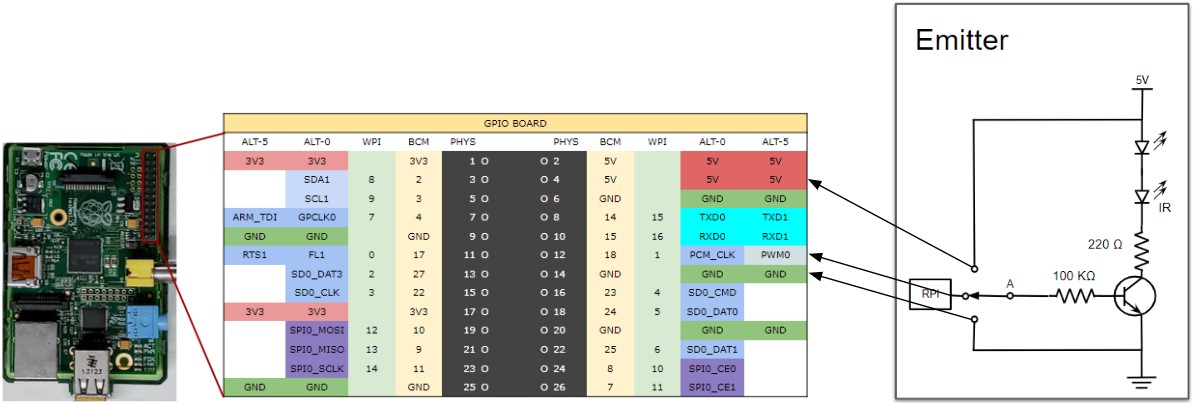 Emitter
GPIO BOARD
ALT-5 ALT-0 WPI BCM PHYS PHYS BCM WPI ALT-0 ALT-5
3V3 3V3 3V3 1 O O 2 5V 5V 5V
SDA1 8 2 3 O O 4 5V 5V 5V
SCL1 9 3 5 O O 6 GND GND GND
ARM_TDI GPCLK0 7 4 7 O O 8 14 15 TXD0 TXD1
GND GND GND 9 O O 10 15 16 RXD0 RXD1
RTS1 FL1 0 17 11 O O 12 18 1 PCM_CLK PWM0
SD0_DAT3 2 27 13 O O 14 GND GND GND
SD0_CLK 3 22 15 O O 16 23 4 SD0_CMD
3V3 3V3 3V3 17 O O 18 24 5 SD0_DAT0
SPI0_MOSI 12 10 19 O O 20 GND GND GND
SPI0_MISO 13 9 21 O O 22 25 6 SD0_DAT1
SPI0_SCLK 14 11 23 O O 24 8 10 SPI0_CE0
GND GND GND 25 O O 26 7 11 SPI0_CE1
5V
IR
220 Ω
100 KΩ
A
RPI